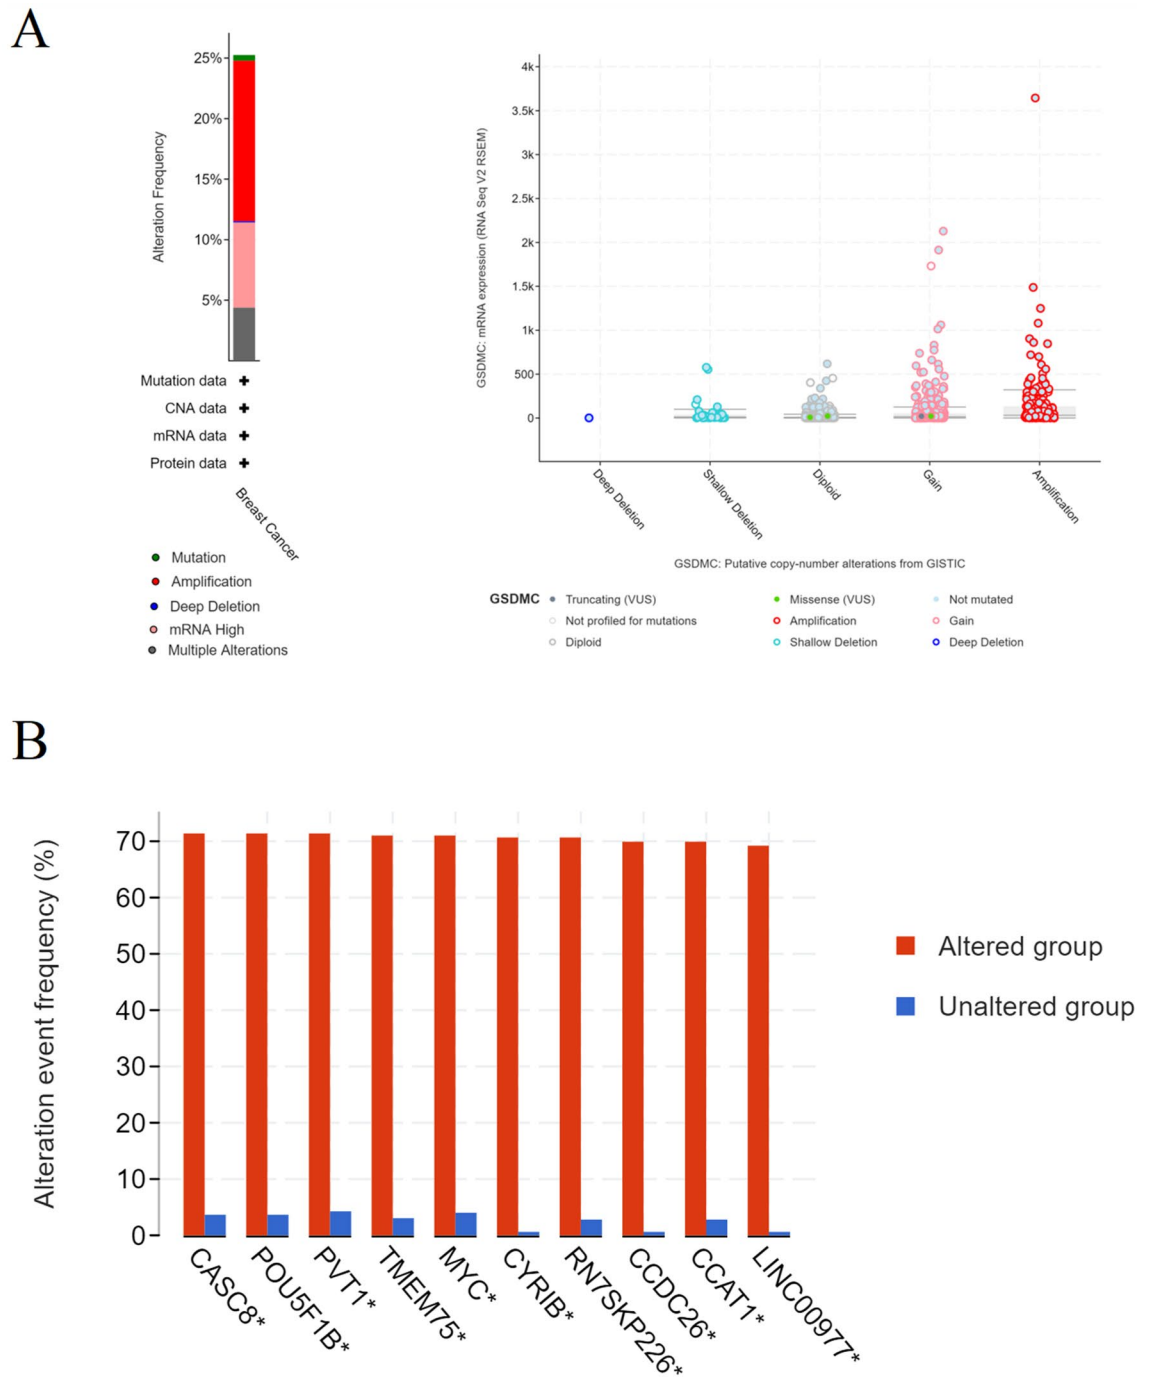 A
Alteration Frequency
25%
20%
15%
10%
5%
Mutation data
CNA data
mRNA data
Protein data
Breast Cancer
Mutation
Amplification
Deep Deletion
mRNA High
Multiple Alterations
GSDMC: mRNA expression (RNA Seq V2 RSEM)
4k
3.5k
3k
2.5k
2k
1.5k
1k
500
0
Deep Deletion
Shallow Deletion
Diploid
Gain
Amplification
GSDMC: Putative copy-number alterations from GISTIC
GSDMC
Truncating (VUS)
Missense (VUS)
Not mutated
Not profiled for mutations
Amplification
Gain
Diploid
Shallow Deletion
Deep Deletion
B
Alteration event frequency (%)
70
60
50
40
30
20
10
0
CASC8*
POU5F1B*
PVT1*
TMEM75*
MYC*
CYRIB*
RN7SKP226*
CCDC26*
CCAT1*
LINC00977*
Altered group
Unaltered group